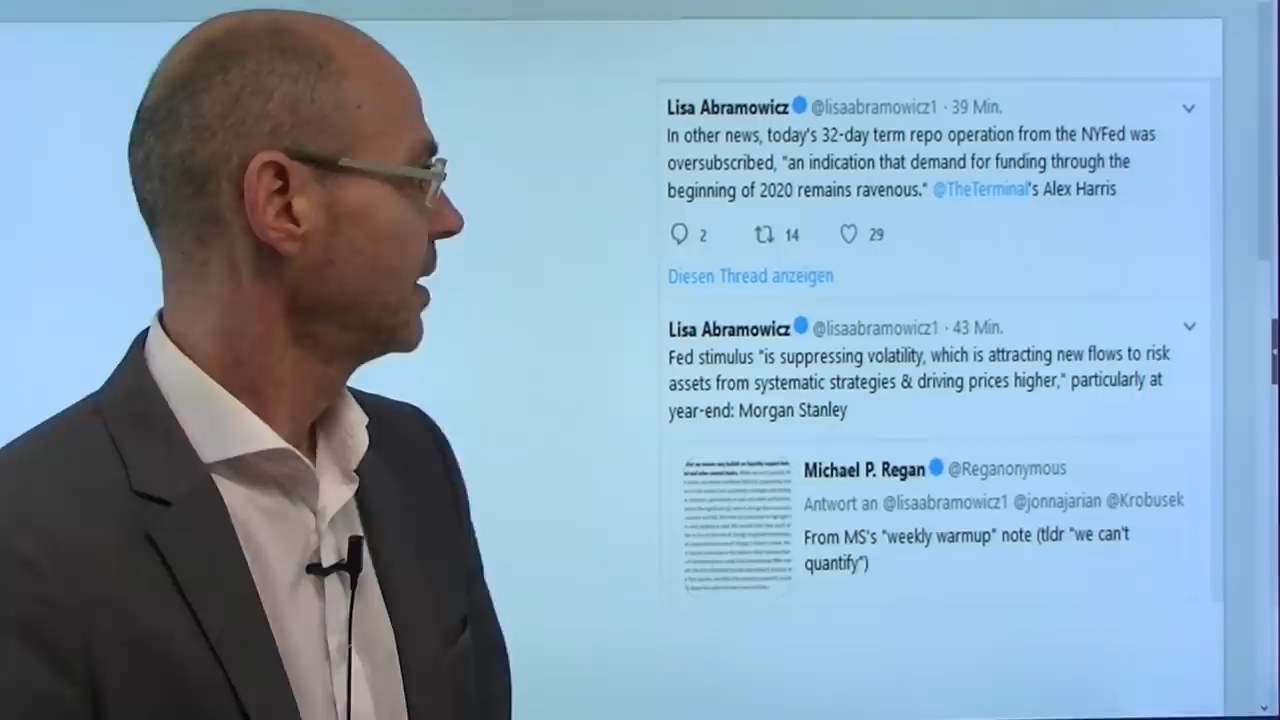 Lisa Abramowicz @lisaabramowicz1 · 39 Min.
In other news, today's 32-day term repo operation from the NYFed was
oversubscribed, "an indication that demand for funding through the
beginning of 2020 remains ravenous." @TheTerminal's Alex Harris
2 14 29
Diesen Thread anzeigen
Lisa Abramowicz @lisaabramowicz1 · 43 Min.
Fed stimulus "is suppressing volatility, which is attracting new flows to risk
assets from systematic strategies & driving prices higher," particularly at
year-end: Morgan Stanley
Michael P. Regan @Reganonymous
Antwort an @lisaabramowicz1 @jonnajarian @Krobusek
From MS's "weekly warmup" note (tldr "we can't
quantify")